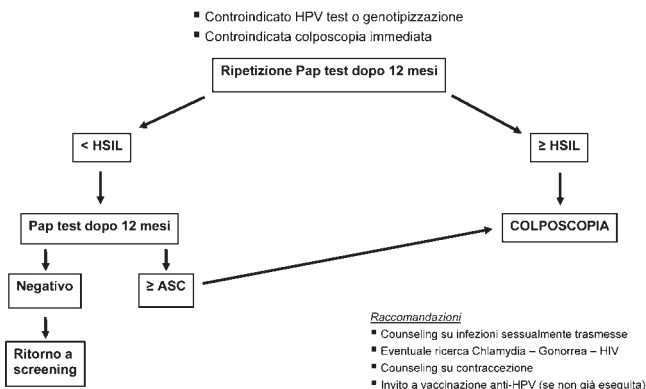 ▪ Controindicato HPV test o genotipizzazione
▪ Controindicata colposcopia immediata
Ripetizione Pap test dopo 12 mesi
< HSIL
≥ HSIL
Pap test dopo 12 mesi
COLPOSCOPIA
Negativo
≥ ASC
Ritorno a
screening
Raccomandazioni
▪ Counseling su infezioni sessualmente trasmesse
▪ Eventuale ricerca Chlamydia – Gonorrea – HIV
▪ Counseling su contraccezione
▪ Invito a vaccinazione anti-HPV (se non già eseguita)